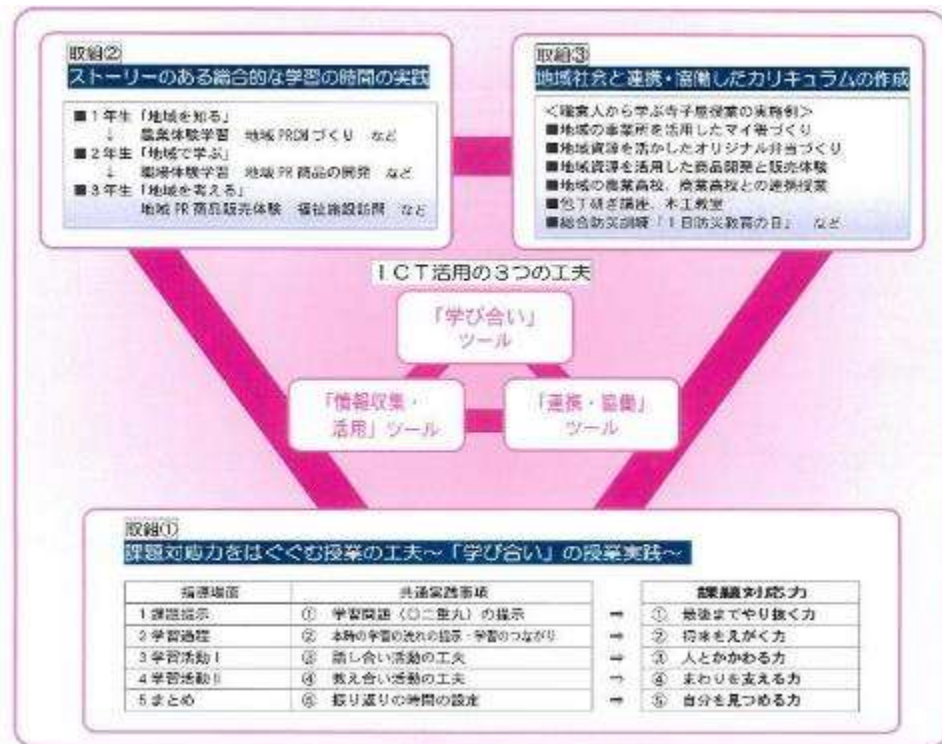 取組②
ストーリーのある総合的な学習の時間の実践
■1年生「地域を知る」
↓ 農業体験学習 地域PR図づくり など
■2年生「地域で学ぶ」
↓ 職場体験学習 地域PR商品の開発 など
■3年生「地域を考える」
地域PR商品販売体験 福祉施設訪問 など
取組③
地域社会と連携・協働したカリキュラムの作成
<職業人から学ぶ寺子屋授業の実施例>
■地域の事業所を活用したマイ箸づくり
■地域資源を活かしたオリジナル弁当づくり
■地域資源を活用した商品開発と販売体験
■地域の農業高校、商業高校との連携授業
■包丁研ぎ講座、木工教室
■総合防災訓練「1日防災教育の日」 など
ICT活用の3つの工夫
「学び合い」
ツール
「情報収集・
活用」ツール
「連携・協働」
ツール
取組①
課題対応力をはぐくむ授業の工夫~「学び合い」の授業実践~
指導場面 共通実践事項 課題対応力
1課題提示 ① 学習問題(◎二重丸)の提示 ⇒ ① 最後までやり抜く力
2学習過程 ② 本時の学習の流れの提示・学習のつながり ⇒ ② 将来をえがく力
3学習活動Ⅰ ③ 話し合い活動の工夫 ⇒ ③ 人とかかわる力
4学習活動Ⅱ ④ 教え合い活動の工夫 ⇒ ④ まわりを支える力
5まとめ ⑤ 振り返りの時間の設定 ⇒ ⑤ 自分を見つめる力